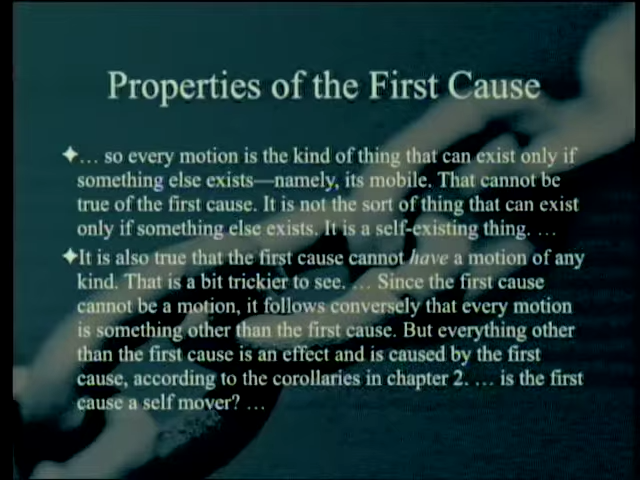 Properties of the First Cause
✦… so every motion is the kind of thing that can exist only if
something else exists—namely, its mobile. That cannot be
true of the first cause. It is not the sort of thing that can exist
only if something else exists. It is a self-existing thing. …
✦It is also true that the first cause cannot have a motion of any
kind. That is a bit trickier to see. … Since the first cause
cannot be a motion, it follows conversely that every motion
is something other than the first cause. But everything other
than the first cause is an effect and is caused by the first
cause, according to the corollaries in chapter 2. … is the first
cause a self mover? …